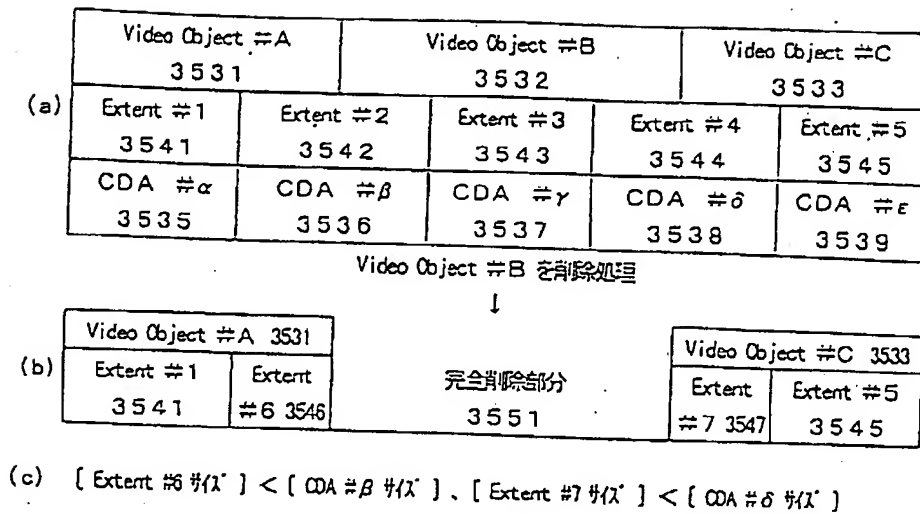 Video Object #A Video Object #B Video Object #C
3531 3532 3533
(a)
Extent #1 Extent #2 Extent #3 Extent #4 Extent #5
3541 3542 3543 3544 3545
CDA #α CDA #β CDA #γ CDA #δ CDA #ε
3535 3536 3537 3538 3539
Video Object #B を削除処理
↓
(b)
Video Object #A 3531 Video Object #C 3533
Extent #1 Extent 完全削除部分 Extent Extent #5
3541 #6 3546 3551 #7 3547 3545
(c) [ Extent #6 サイズ ] < [ CDA #β サイズ ]、[ Extent #7 サイズ ] < [ CDA #δ サイズ ]